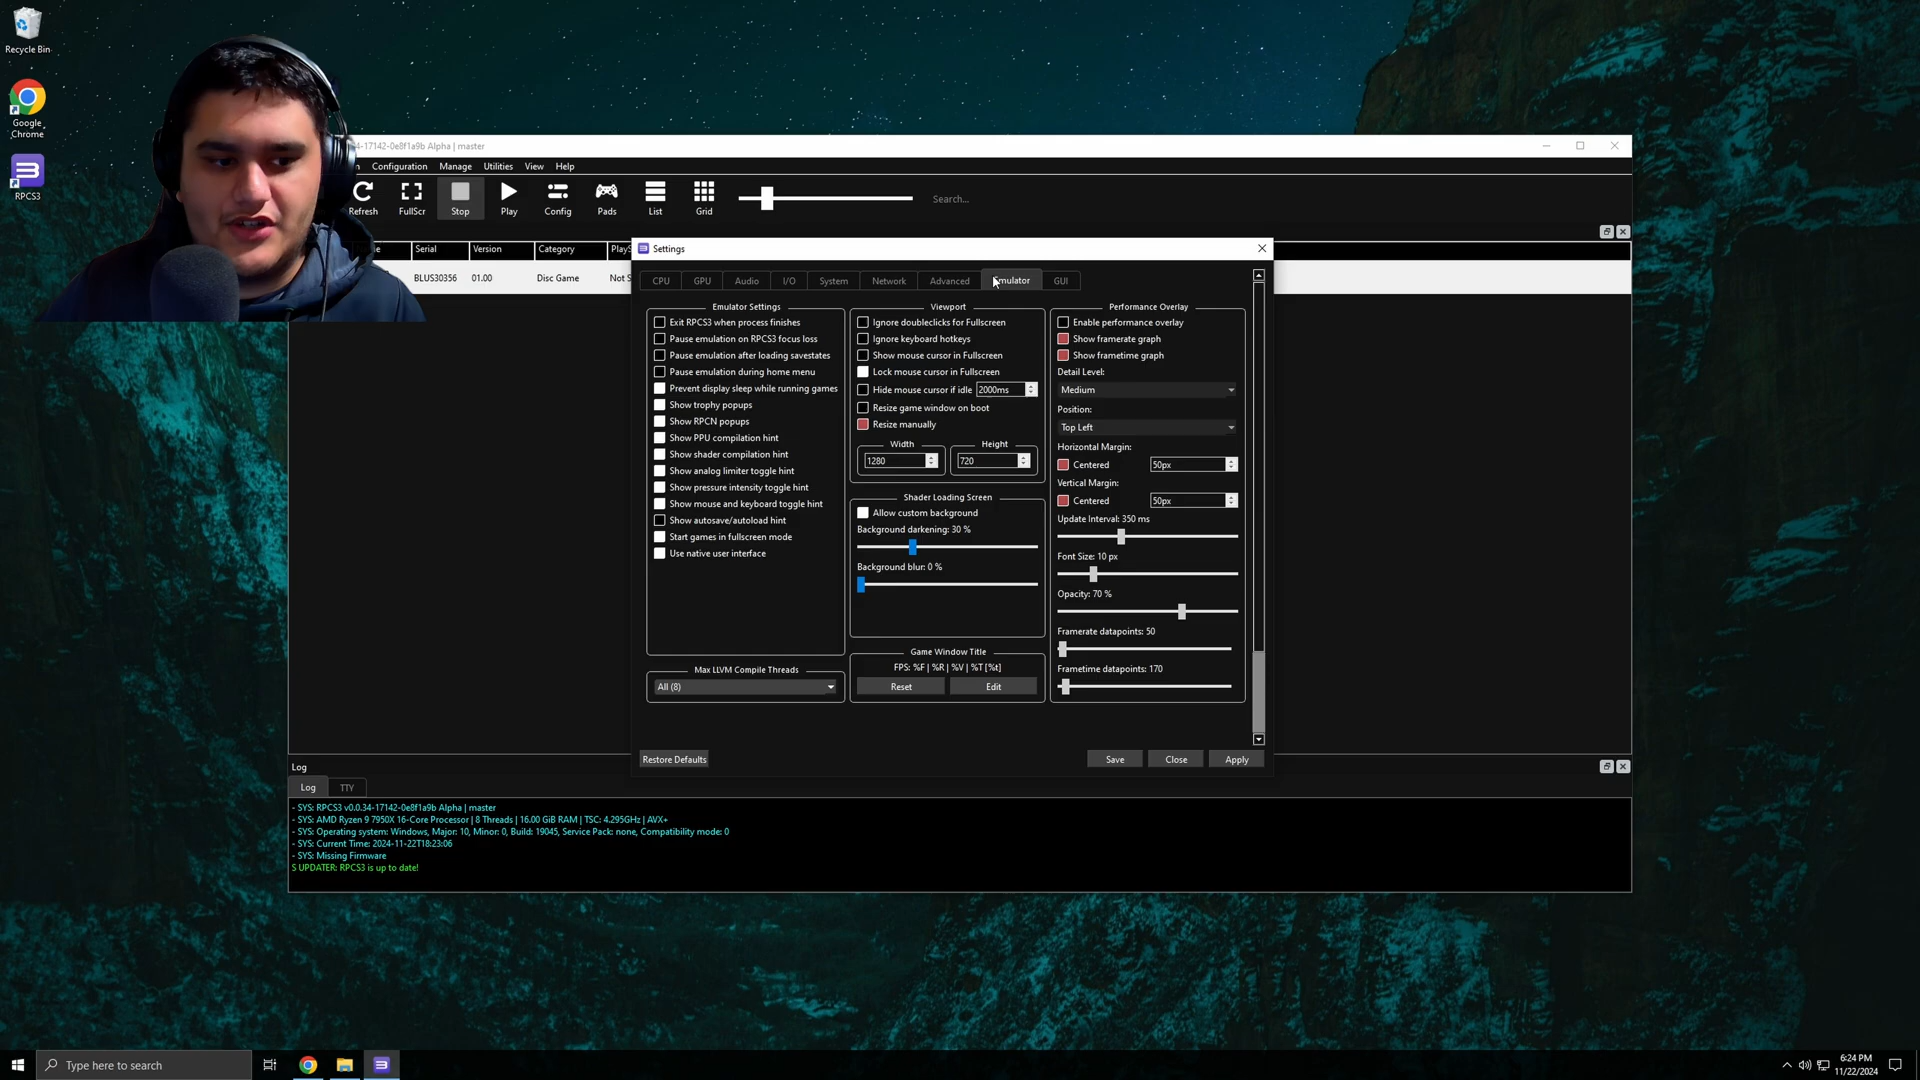 Recycle Bin
Google Chrome
RPCS3
34-17142-0e8f1a9b Alpha | master
Configuration Manage Utilities View Help
Refresh FullScr Stop Play Config Pads List Grid Search...
Serial Version Category
BLUS30356 01.00 Disc Game
Settings
CPU GPU Audio I/O System Network Advanced Emulator GUI
Emulator Settings
Exit RPCS3 when process finishes
Pause emulation on RPCS3 focus loss
Pause emulation after loading savestates
Pause emulation during home menu
Prevent display sleep while running games
Show trophy popups
Show RPCN popups
Show PPU compilation hint
Show shader compilation hint
Show analog limiter toggle hint
Show pressure intensity toggle hint
Show mouse and keyboard toggle hint
Show autosave/autoload hint
Start games in fullscreen mode
Use native user interface
Max LLVM Compile Threads
All (8)
Viewport
Ignore doubleclicks for Fullscreen
Ignore keyboard hotkeys
Show mouse cursor in Fullscreen
Lock mouse cursor in Fullscreen
Hide mouse cursor if idle 2000ms
Resize game window on boot
Resize manually
Width Height
1280 720
Shader Loading Screen
Allow custom background
Background darkening: 30 %
Background blur: 0 %
Game Window Title
FPS: %F | %R | %V | %T [%t]
Reset Edit
Performance Overlay
Enable performance overlay
Show framerate graph
Show frametime graph
Detail Level:
Medium
Position:
Top Left
Horizontal Margin:
Centered 50px
Vertical Margin:
Centered 50px
Update Interval: 350 ms
Font Size: 10 px
Opacity: 70 %
Framerate datapoints: 50
Frametime datapoints: 170
Restore Defaults Save Close Apply
Log
Log TTY
- SYS: RPCS3 v0.0.34-17142-0e8f1a9b Alpha | master
- SYS: AMD Ryzen 9 7950X 16-Core Processor | 8 Threads | 16.00 GiB RAM | TSC: 4.295GHz | AVX+
- SYS: Operating system: Windows, Major: 10, Minor: 0, Build: 19045, Service Pack: none, Compatibility mode: 0
- SYS: Current Time: 2024-11-22T18:23:06
- SYS: Missing Firmware
S UPDATER: RPCS3 is up to date!
Type here to search
6:24 PM
11/22/2024